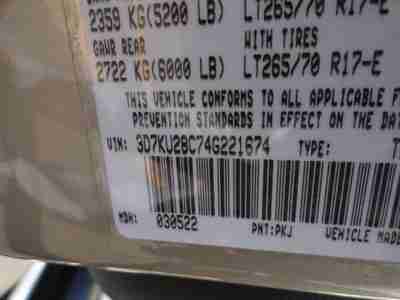 2359 KG(5200 LB) LT265/70 R17-E
GAWR REAR WITH TIRES
2722 KG(6000 LB) LT265/70 R17-E
THIS VEHICLE CONFORMS TO ALL APPLICABLE F
PREVENTION STANDARDS IN EFFECT ON THE DAT
VIN: 3D7KU28C74G221674 TYPE: T
MDH: 030522 PNT:PKJ VEHICLE MADE